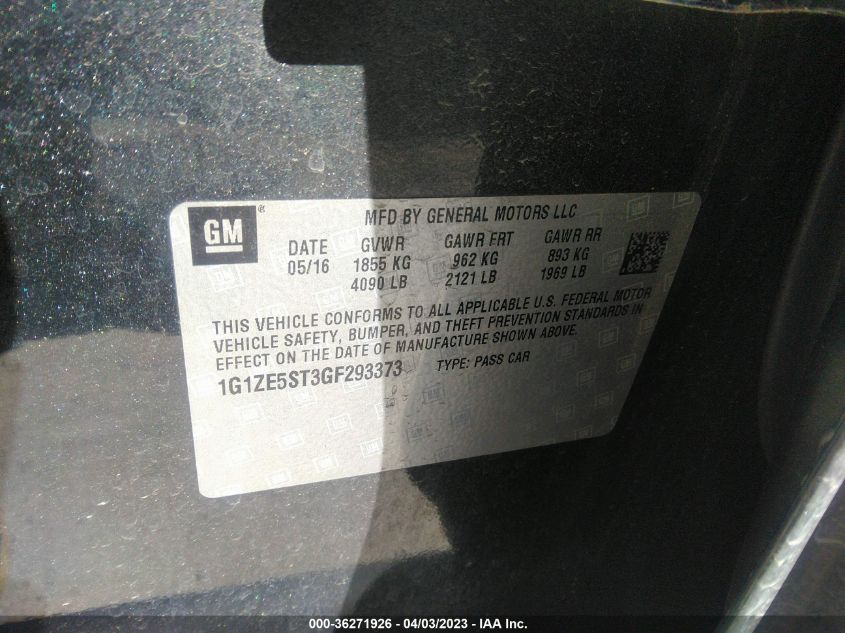 GM ®
MFD BY GENERAL MOTORS LLC
DATE GVWR GAWR FRT GAWR RR
05/16 1855 KG 962 KG 893 KG
4090 LB 2121 LB 1969 LB
THIS VEHICLE CONFORMS TO ALL APPLICABLE U.S. FEDERAL MOTOR
VEHICLE SAFETY, BUMPER, AND THEFT PREVENTION STANDARDS IN
EFFECT ON THE DATE OF MANUFACTURE SHOWN ABOVE.
1G1ZE5ST3GF293373 TYPE: PASS CAR
000-36271926 - 04/03/2023 - IAA Inc.